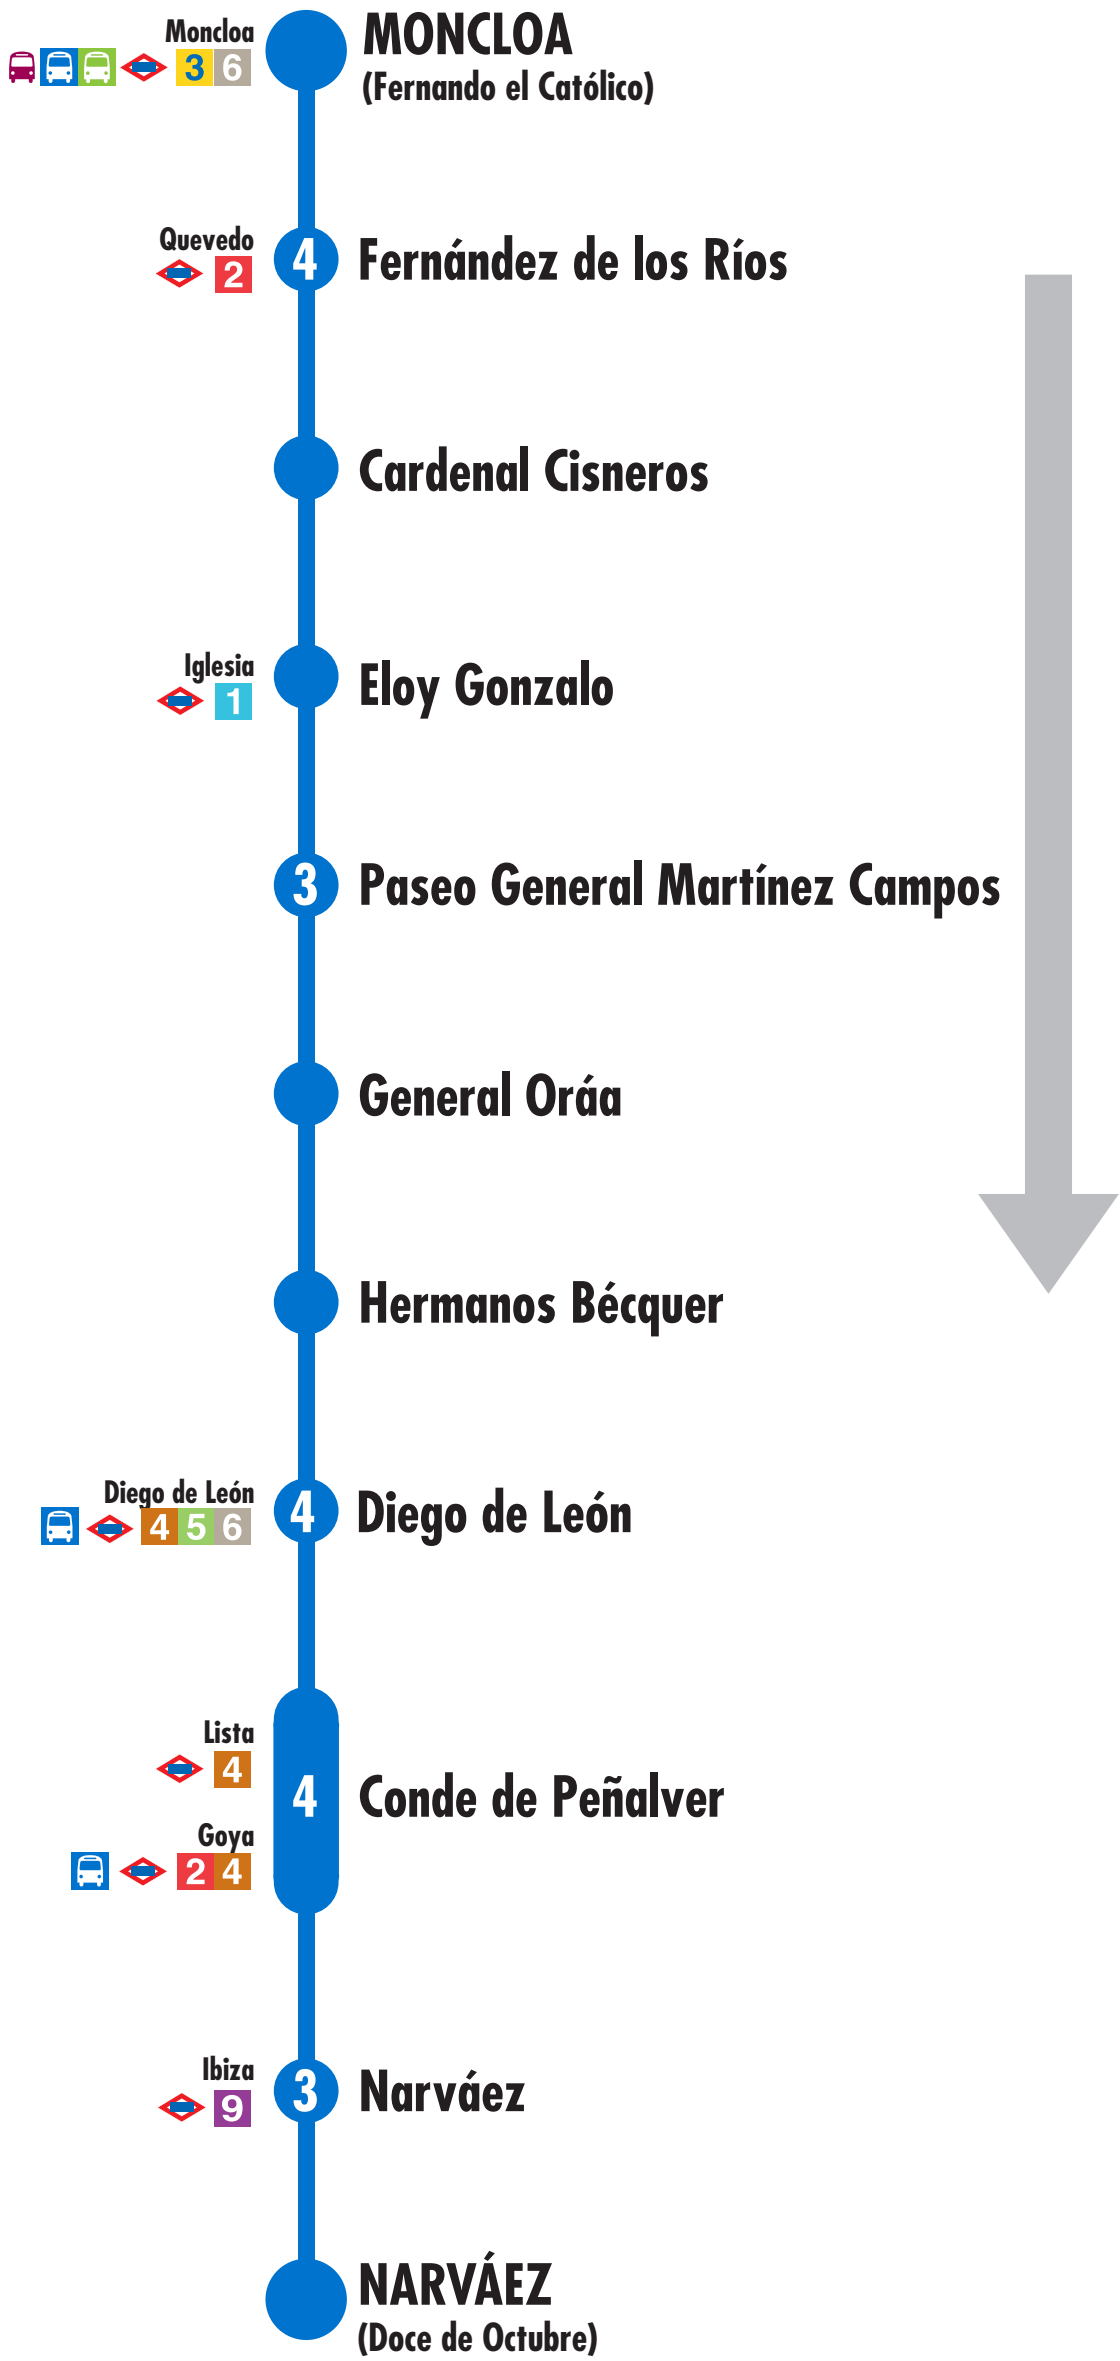 Moncloa
3 6
MONCLOA
(Fernando el Católico)
Quevedo
2
4
Fernández de los Ríos
Cardenal Cisneros
Iglesia
1
Eloy Gonzalo
3
Paseo General Martínez Campos
General Oráa
Hermanos Bécquer
Diego de León
4 5 6
4
Diego de León
Lista
4
Goya
2 4
4
Conde de Peñalver
Ibiza
9
3
Narváez
NARVÁEZ
(Doce de Octubre)